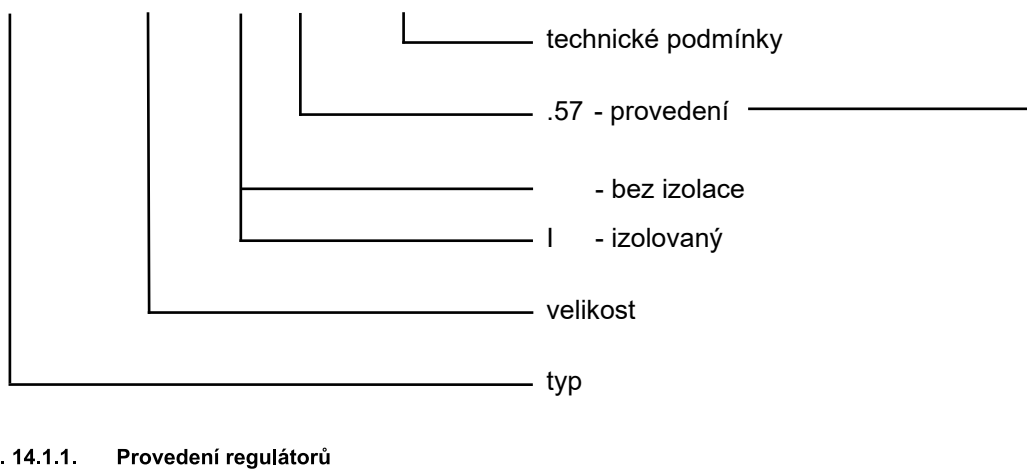 technické podmínky
.57 - provedení
- bez izolace
I - izolovaný
velikost
typ
. 14.1.1. Provedení regulátorů